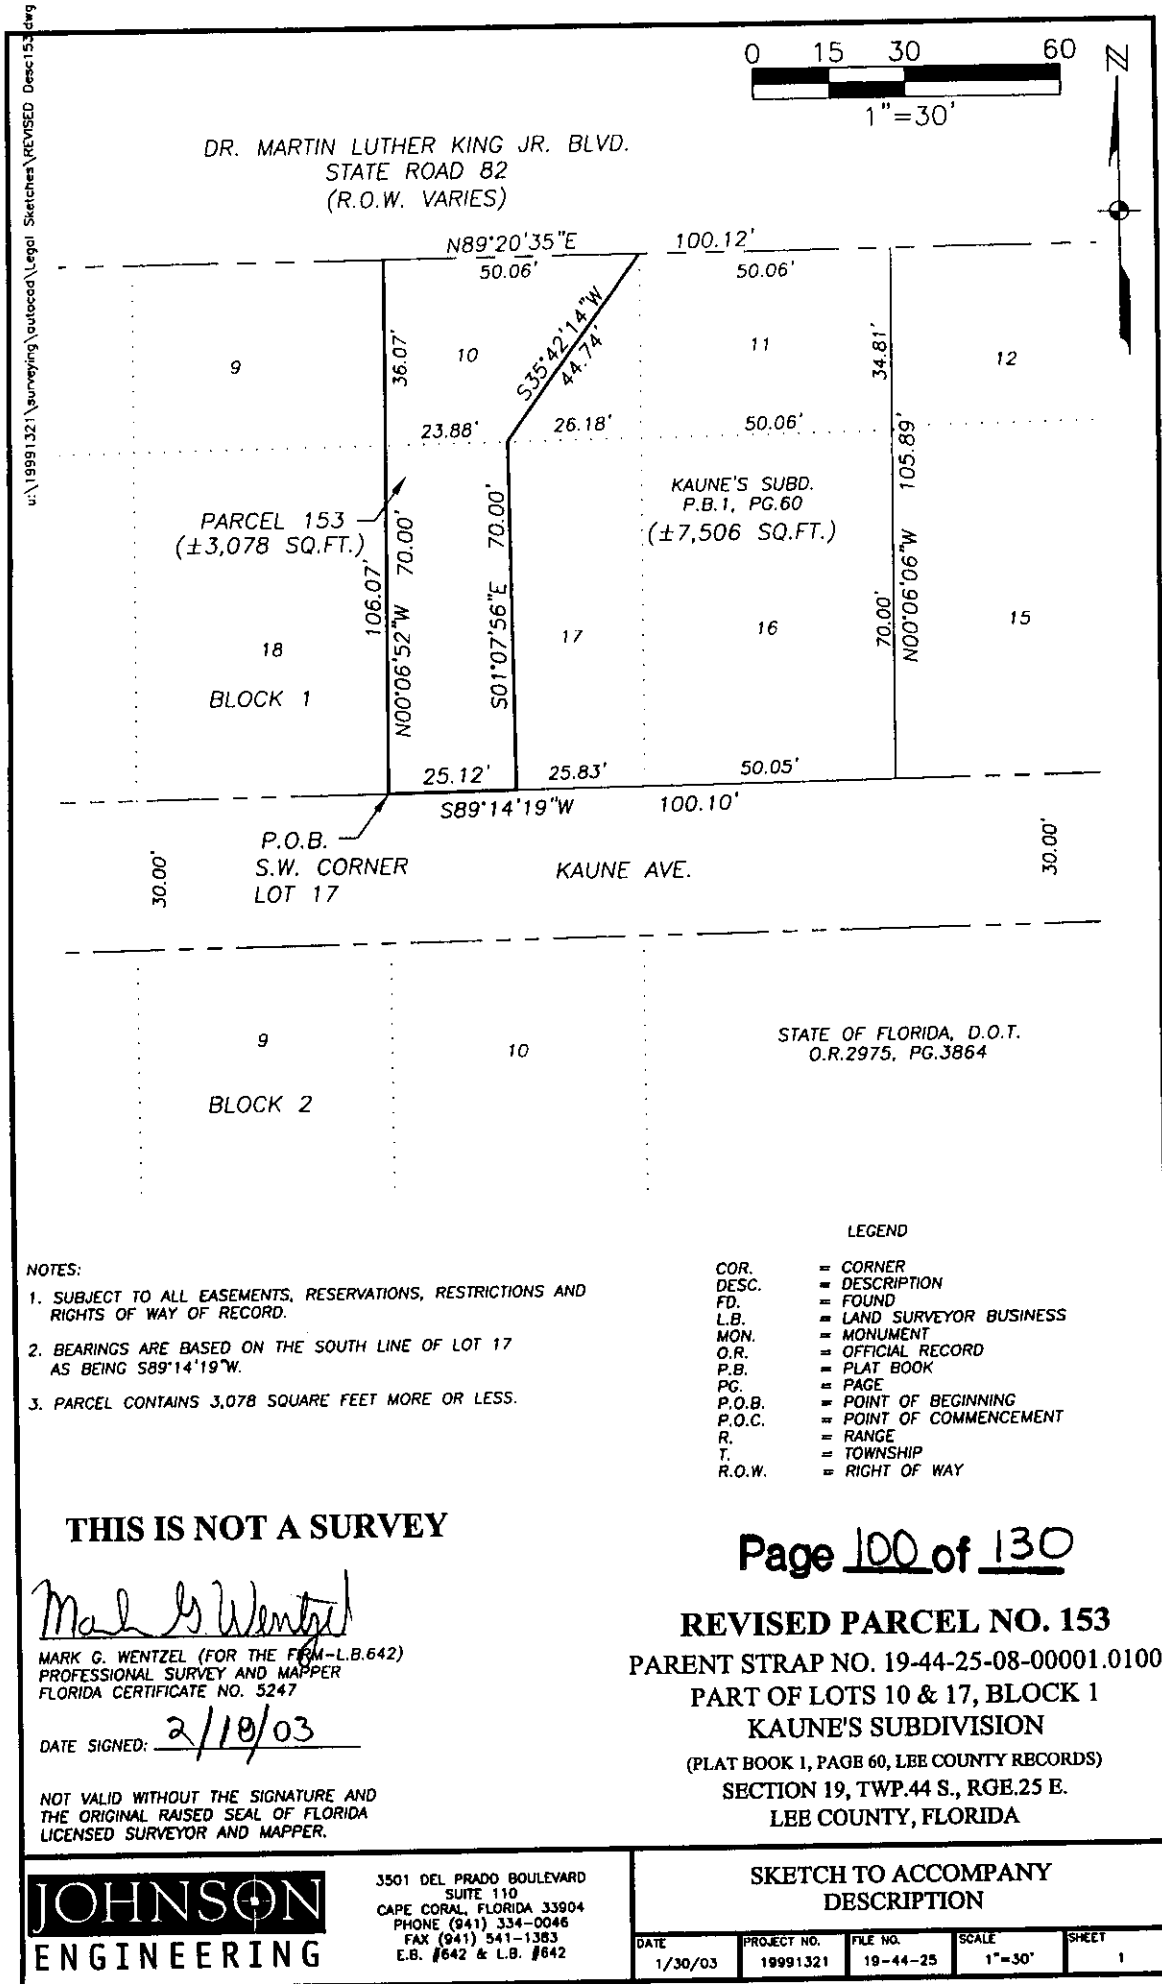 u:\19991321\surveying\autocad\Legal Sketches\REVISED Desc153.dwg
0 15 30 60
1"=30'
N
DR. MARTIN LUTHER KING JR. BLVD.
STATE ROAD 82
(R.O.W. VARIES)
N89°20'35"E 100.12'
50.06' 50.06'
36.07'
S35°42'14"W
44.74'
34.81'
9 10 11 12
23.88' 26.18' 50.06'
105.89'
KAUNE'S SUBD.
P.B.1, PG.60
(±7,506 SQ.FT.)
PARCEL 153
(±3,078 SQ.FT.)
106.07'
N00°06'52"W 70.00'
S01°07'56"E 70.00'
70.00'
N00°06'06"W
18 17 16 15
BLOCK 1
25.12' 25.83' 50.05'
S89°14'19"W 100.10'
P.O.B.
S.W. CORNER
LOT 17
KAUNE AVE.
30.00' 30.00'
9 10
BLOCK 2
STATE OF FLORIDA, D.O.T.
O.R.2975, PG.3864
NOTES:
1. SUBJECT TO ALL EASEMENTS, RESERVATIONS, RESTRICTIONS AND
RIGHTS OF WAY OF RECORD.
2. BEARINGS ARE BASED ON THE SOUTH LINE OF LOT 17
AS BEING S89°14'19"W.
3. PARCEL CONTAINS 3,078 SQUARE FEET MORE OR LESS.
LEGEND
COR. = CORNER
DESC. = DESCRIPTION
FD. = FOUND
L.B. = LAND SURVEYOR BUSINESS
MON. = MONUMENT
O.R. = OFFICIAL RECORD
P.B. = PLAT BOOK
PG. = PAGE
P.O.B. = POINT OF BEGINNING
P.O.C. = POINT OF COMMENCEMENT
R. = RANGE
T. = TOWNSHIP
R.O.W. = RIGHT OF WAY
THIS IS NOT A SURVEY
Mark G. Wentzel
MARK G. WENTZEL (FOR THE FIRM-L.B.642)
PROFESSIONAL SURVEY AND MAPPER
FLORIDA CERTIFICATE NO. 5247
DATE SIGNED: 2/18/03
NOT VALID WITHOUT THE SIGNATURE AND
THE ORIGINAL RAISED SEAL OF FLORIDA
LICENSED SURVEYOR AND MAPPER.
Page 100 of 130
REVISED PARCEL NO. 153
PARENT STRAP NO. 19-44-25-08-00001.0100
PART OF LOTS 10 & 17, BLOCK 1
KAUNE'S SUBDIVISION
(PLAT BOOK 1, PAGE 60, LEE COUNTY RECORDS)
SECTION 19, TWP.44 S., RGE.25 E.
LEE COUNTY, FLORIDA
JOHNSON
ENGINEERING
3501 DEL PRADO BOULEVARD
SUITE 110
CAPE CORAL, FLORIDA 33904
PHONE (941) 334-0046
FAX (941) 541-1383
E.B. #642 & L.B. #642
SKETCH TO ACCOMPANY
DESCRIPTION
DATE PROJECT NO. FILE NO. SCALE SHEET
1/30/03 19991321 19-44-25 1"=30' 1